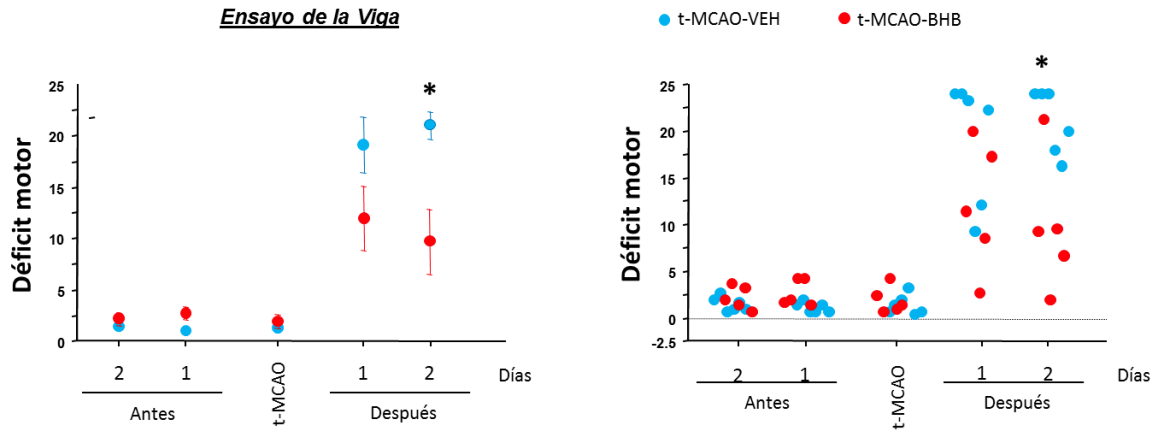 Ensayo de la Viga
t-MCAO-VEH
t-MCAO-BHB
Déficit motor
25
20
15
10
5
0
*
2
1
t-MCAO
1
2
Días
Antes
Después
Déficit motor
25
20
15
10
5
0
-2.5
*
2
1
t-MCAO
1
2
Días
Antes
Después